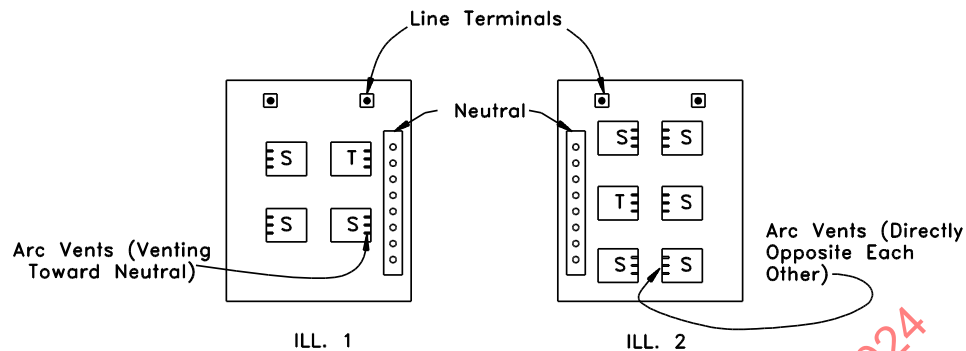 Line Terminals
Neutral
S T
S S
S S
T S
S S
Arc Vents (Venting
Toward Neutral)
Arc Vents (Directly
Opposite Each
Other)
ILL. 1
ILL. 2